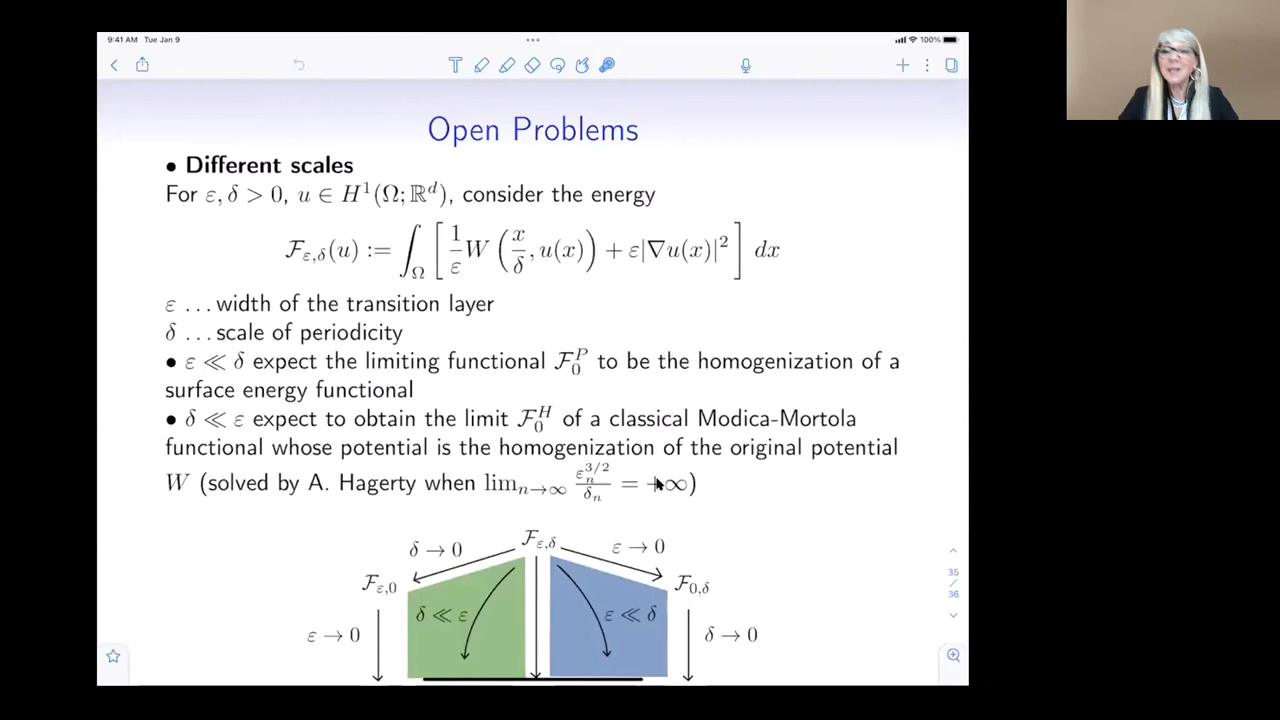 9:41 AM Tue Jan 9
100%
Open Problems
• Different scales
For ε, δ > 0, u ∈ H¹(Ω; ℝᵈ), consider the energy
ℱ_{ε,δ}(u) := ∫_Ω [ 1/ε W ( x/δ , u(x) ) + ε|∇u(x)|² ] dx
ε ... width of the transition layer
δ ... scale of periodicity
• ε ≪ δ expect the limiting functional ℱ₀ᴾ to be the homogenization of a
surface energy functional
• δ ≪ ε expect to obtain the limit ℱ₀ᴴ of a classical Modica-Mortola
functional whose potential is the homogenization of the original potential
W (solved by A. Hagerty when lim_{n→∞} ε_n^{3/2}/δ_n = +∞)
ℱ_{ε,δ}
δ → 0
ε → 0
ℱ_{ε,0}
ℱ_{0,δ}
δ ≪ ε
ε ≪ δ
ε → 0
δ → 0
35
/
36